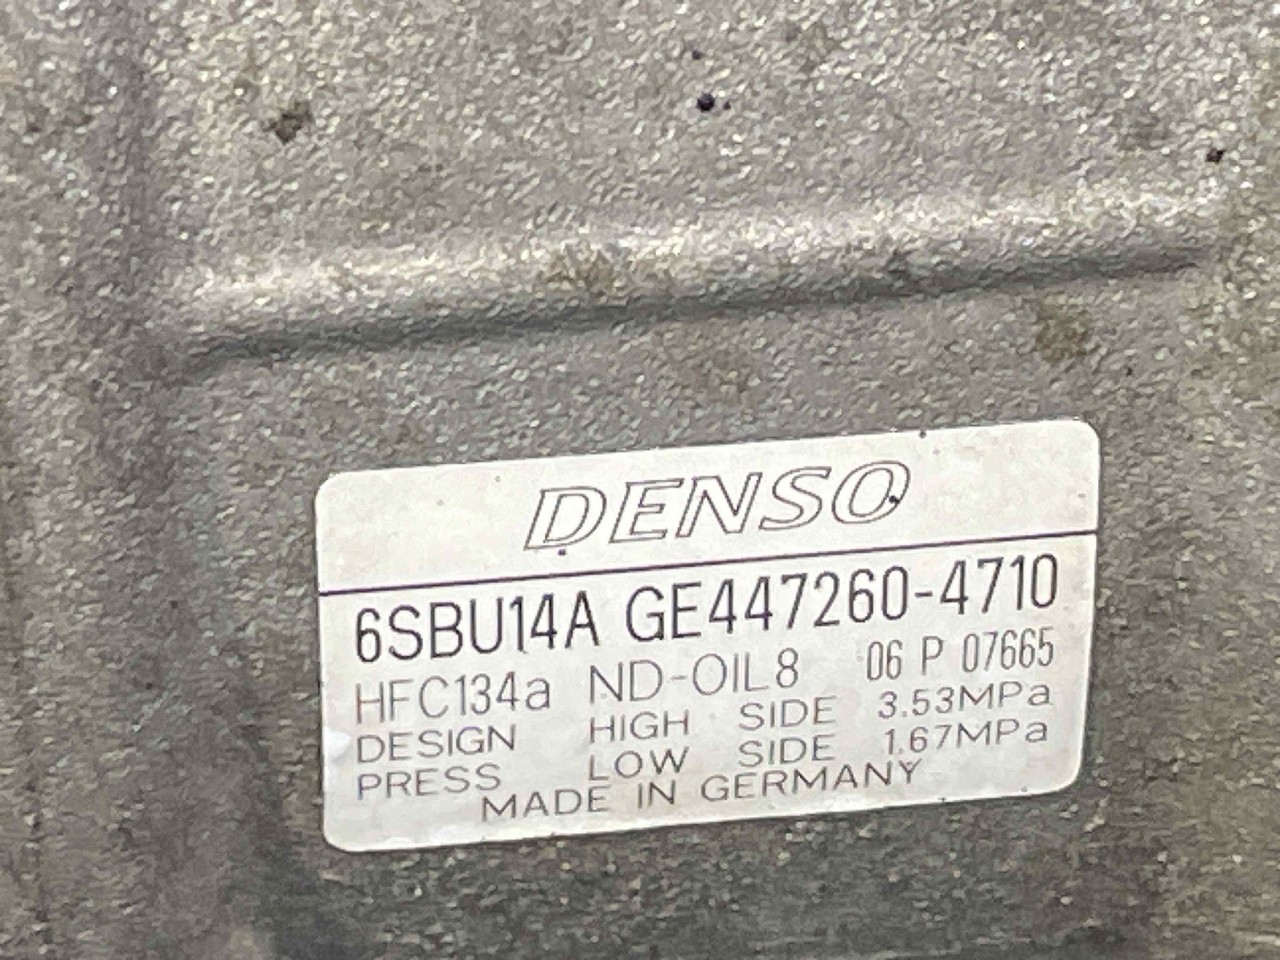 DENSO
6SBU14A GE447260-4710
HFC134a ND-OIL8 06 P 07665
DESIGN HIGH SIDE 3.53MPa
PRESS LOW SIDE 1.67MPa
MADE IN GERMANY